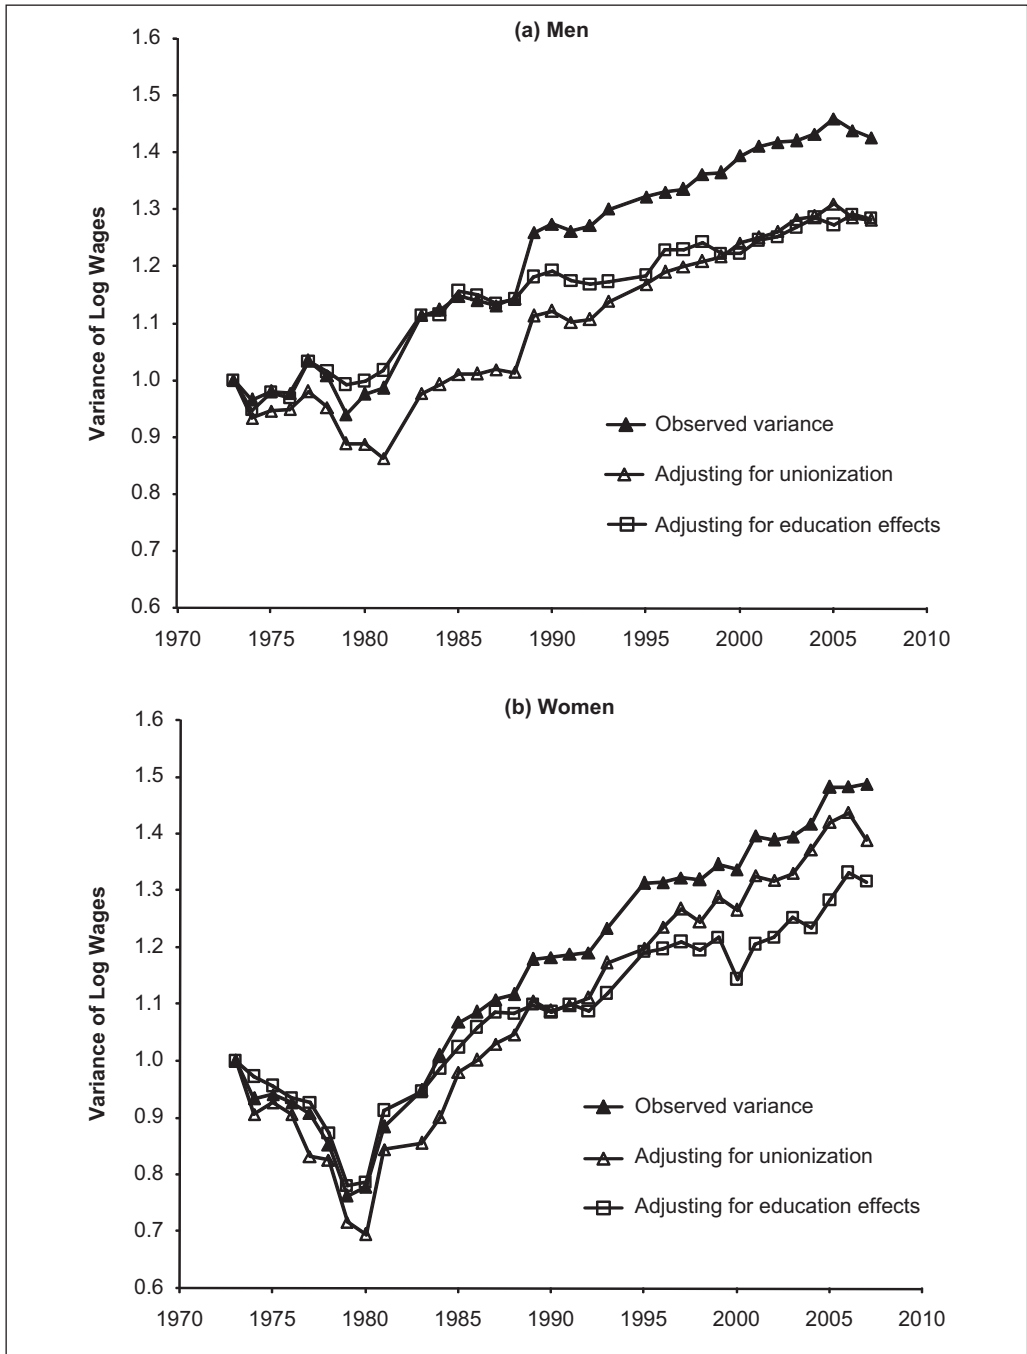 (a) Men
1.6
1.5
1.4
1.3
1.2
1.1
1.0
0.9
0.8
0.7
0.6
Variance of Log Wages
Observed variance
Adjusting for unionization
Adjusting for education effects
1970 1975 1980 1985 1990 1995 2000 2005 2010
(b) Women
1.6
1.5
1.4
1.3
1.2
1.1
1.0
0.9
0.8
0.7
0.6
Variance of Log Wages
Observed variance
Adjusting for unionization
Adjusting for education effects
1970 1975 1980 1985 1990 1995 2000 2005 2010